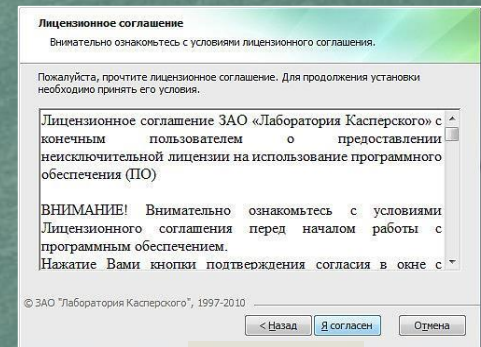 Лицензионное соглашение
Внимательно ознакомьтесь с условиями лицензионного соглашения.
Пожалуйста, прочтите лицензионное соглашение. Для продолжения установки
необходимо принять его условия.
Лицензионное соглашение ЗАО «Лаборатория Касперского» с
конечным пользователем о предоставлении
неисключительной лицензии на использование программного
обеспечения (ПО)
ВНИМАНИЕ! Внимательно ознакомьтесь с условиями
Лицензионного соглашения перед началом работы с
программным обеспечением.
Нажатие Вами кнопки подтверждения согласия в окне с
© ЗАО "Лаборатория Касперского", 1997-2010
< Назад Я согласен Отмена